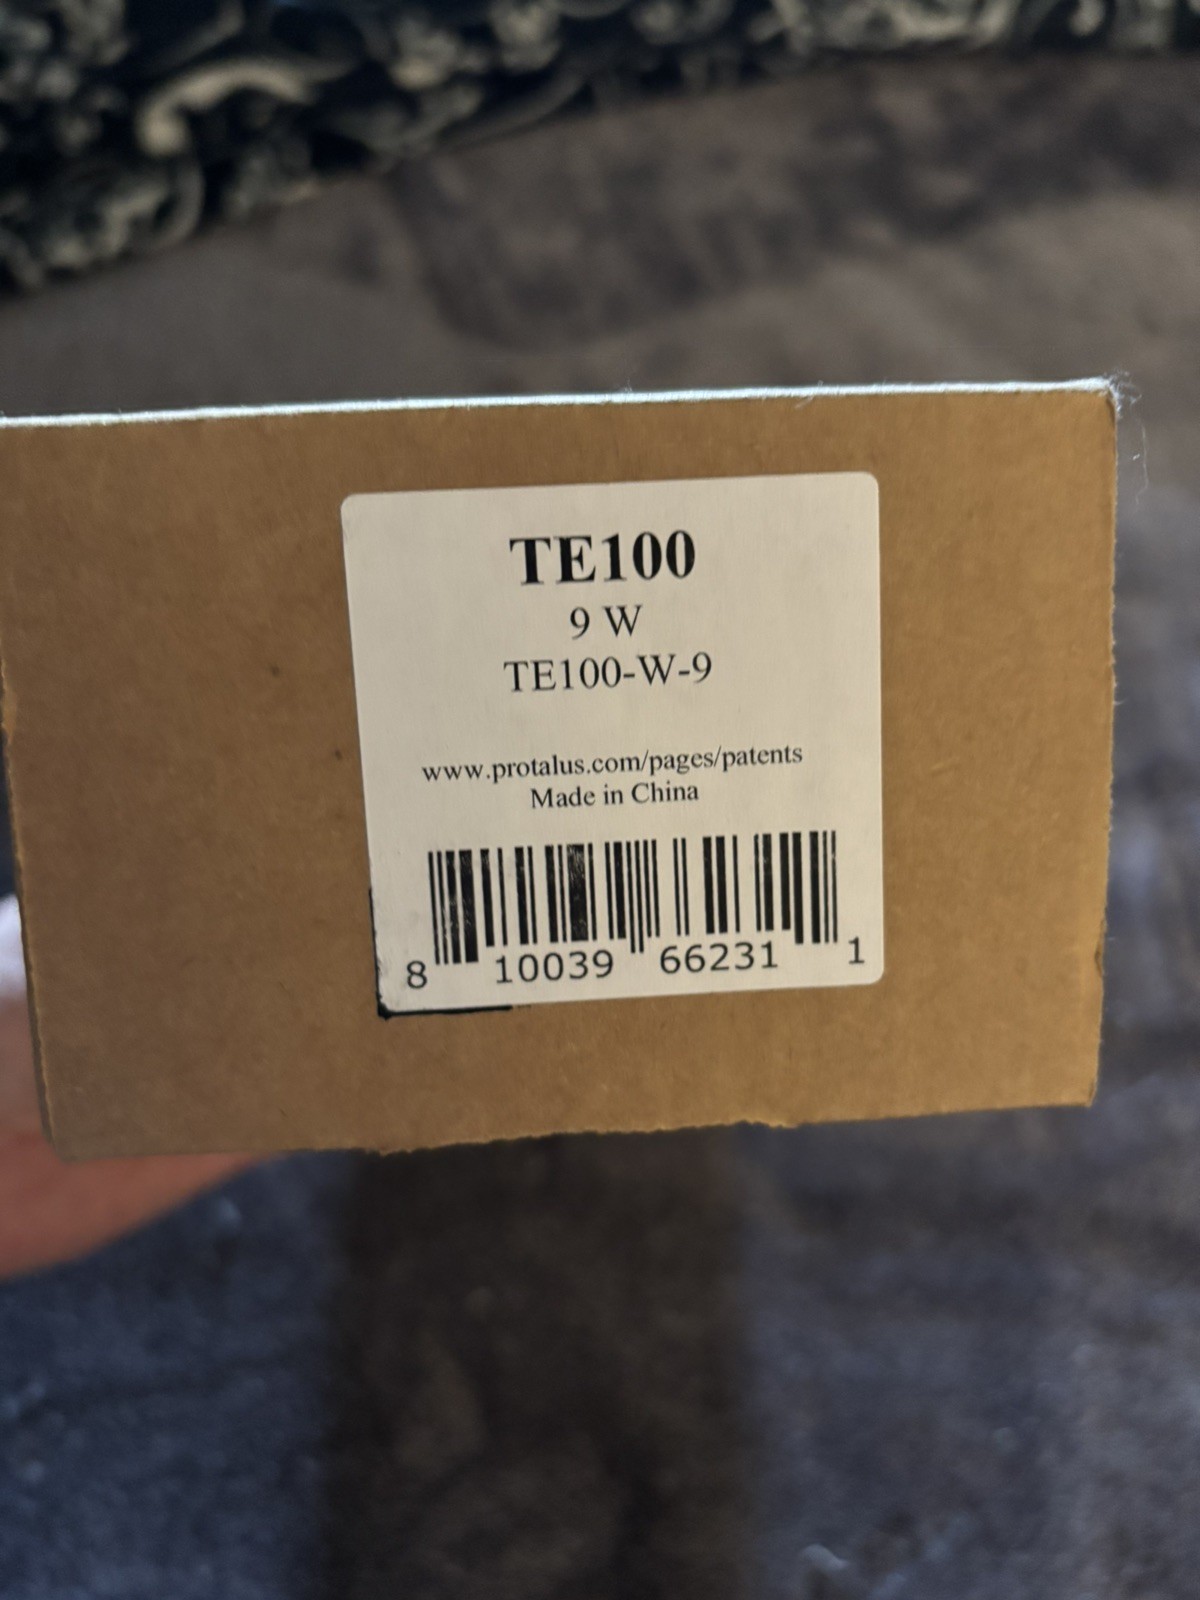 TE100
9 W
TE100-W-9
www.protalus.com/pages/patents
Made in China
8 10039 66231 1